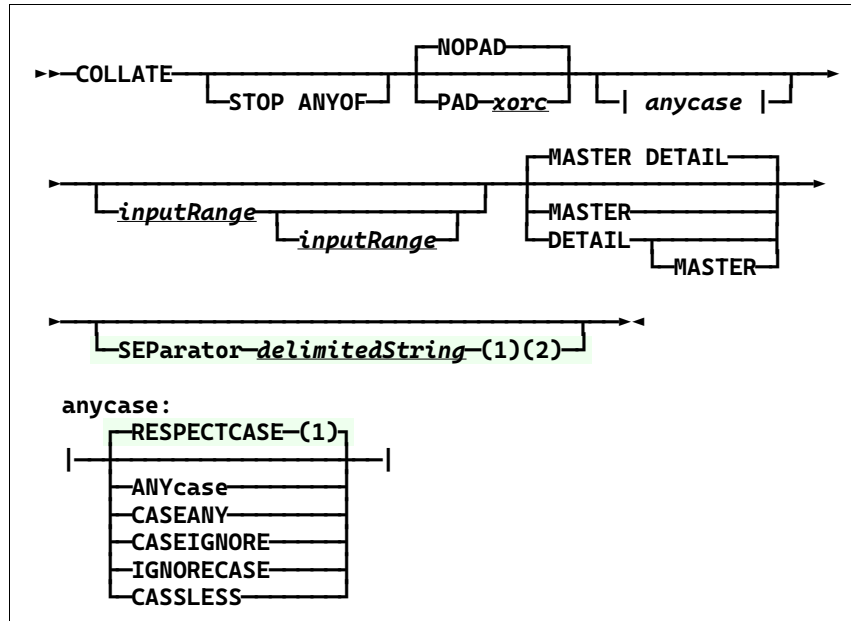 NOPAD
COLLATE
STOP ANYOF PAD xorc | anycase |
MASTER DETAIL
inputRange MASTER
inputRange DETAIL
MASTER
SEParator delimitedString (1)(2)
anycase:
RESPECTCASE (1)
ANYcase
CASEANY
CASEIGNORE
IGNORECASE
CASSLESS